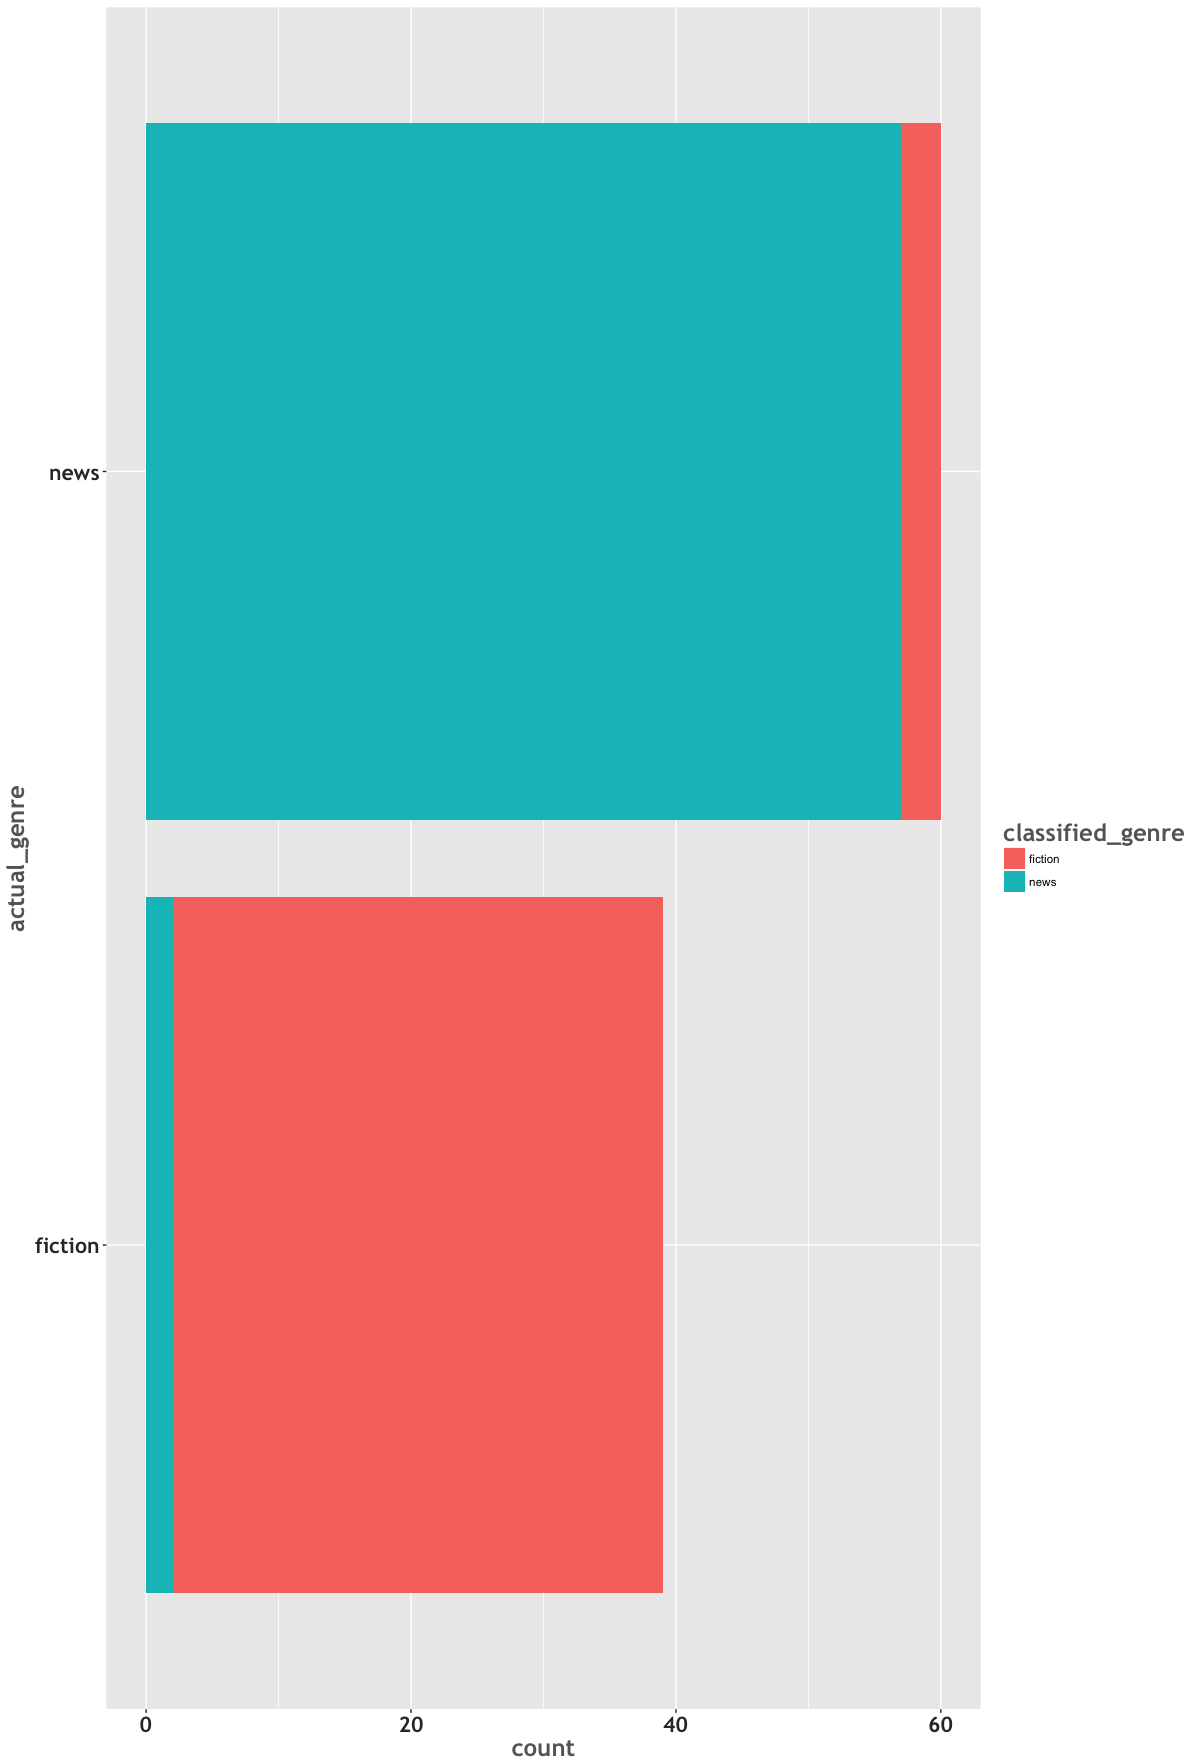 news
fiction
actual_genre
0 20 40 60
count
classified_genre
fiction
news